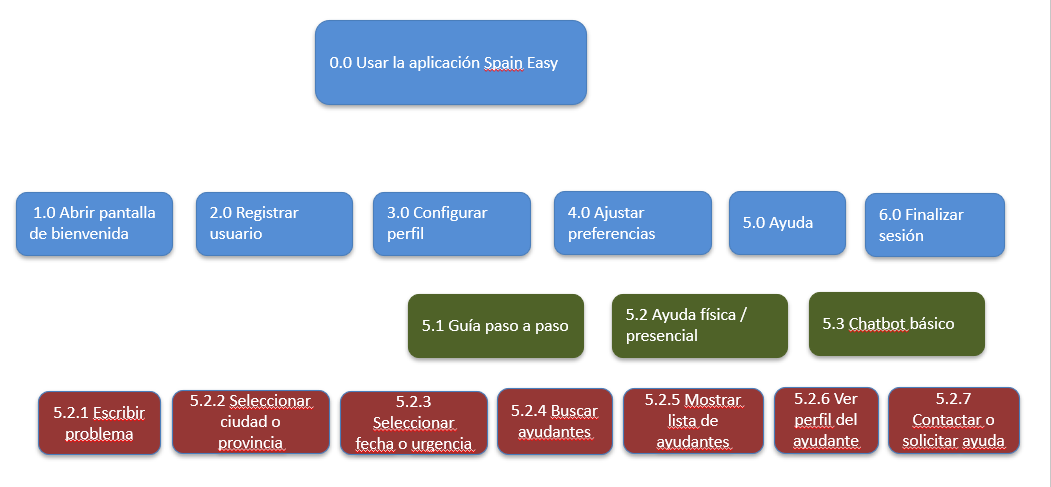 0.0 Usar la aplicación Spain Easy
1.0 Abrir pantalla
de bienvenida
2.0 Registrar
usuario
3.0 Configurar
perfil
4.0 Ajustar
preferencias
5.0 Ayuda
6.0 Finalizar
sesión
5.1 Guía paso a paso
5.2 Ayuda física /
presencial
5.3 Chatbot básico
5.2.1 Escribir
problema
5.2.2 Seleccionar
ciudad o
provincia
5.2.3
Seleccionar
fecha o urgencia
5.2.4 Buscar
ayudantes
5.2.5 Mostrar
lista de
ayudantes
5.2.6 Ver
perfil del
ayudante
5.2.7
Contactar o
solicitar ayuda